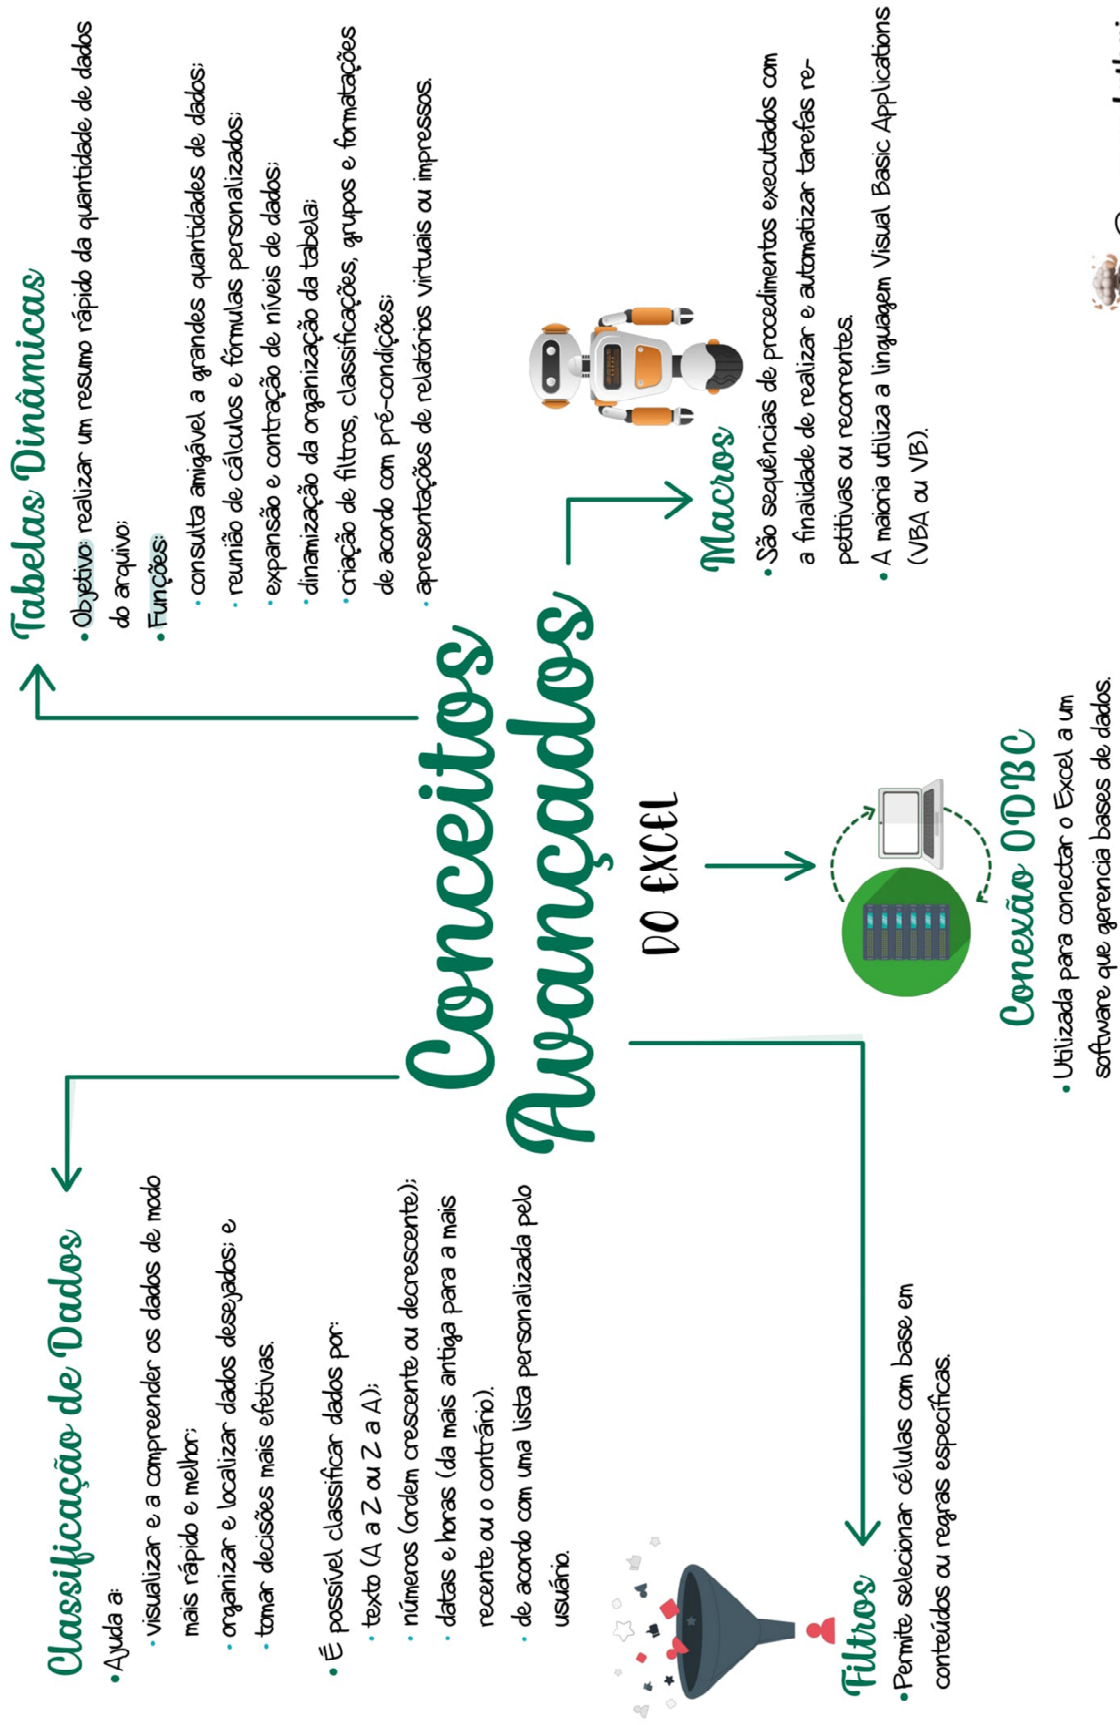 Conceitos
Avançados
DO EXCEL
Classificação de Dados
• Ajuda a:
• visualizar e a compreender os dados de modo
mais rápido e melhor;
• organizar e localizar dados desejados; e
• tomar decisões mais efetivas.
• É possível classificar dados por:
• texto (A a Z ou Z a A);
• números (ordem crescente ou decrescente);
• datas e horas (da mais antiga para a mais
recente ou o contrário).
• de acordo com uma lista personalizada pelo
usuário.
Tabelas Dinâmicas
• Objetivo: realizar um resumo rápido da quantidade de dados
do arquivo;
• Funções:
• consulta amigável a grandes quantidades de dados;
• reunião de cálculos e fórmulas personalizados;
• expansão e contração de níveis de dados;
• dinamização da organização da tabela;
• criação de filtros, classificações, grupos e formatações
de acordo com pré-condições;
• apresentações de relatórios virtuais ou impressos.
Filtros
• Permite selecionar células com base em
conteúdos ou regras específicas.
Conexão ODBC
• Utilizada para conectar o Excel a um
software que gerencia bases de dados.
Macros
• São sequências de procedimentos executados com
a finalidade de realizar e automatizar tarefas re-
petitivas ou recorrentes.
• A maioria utiliza a linguagem Visual Basic Applications
(VBA ou VB).